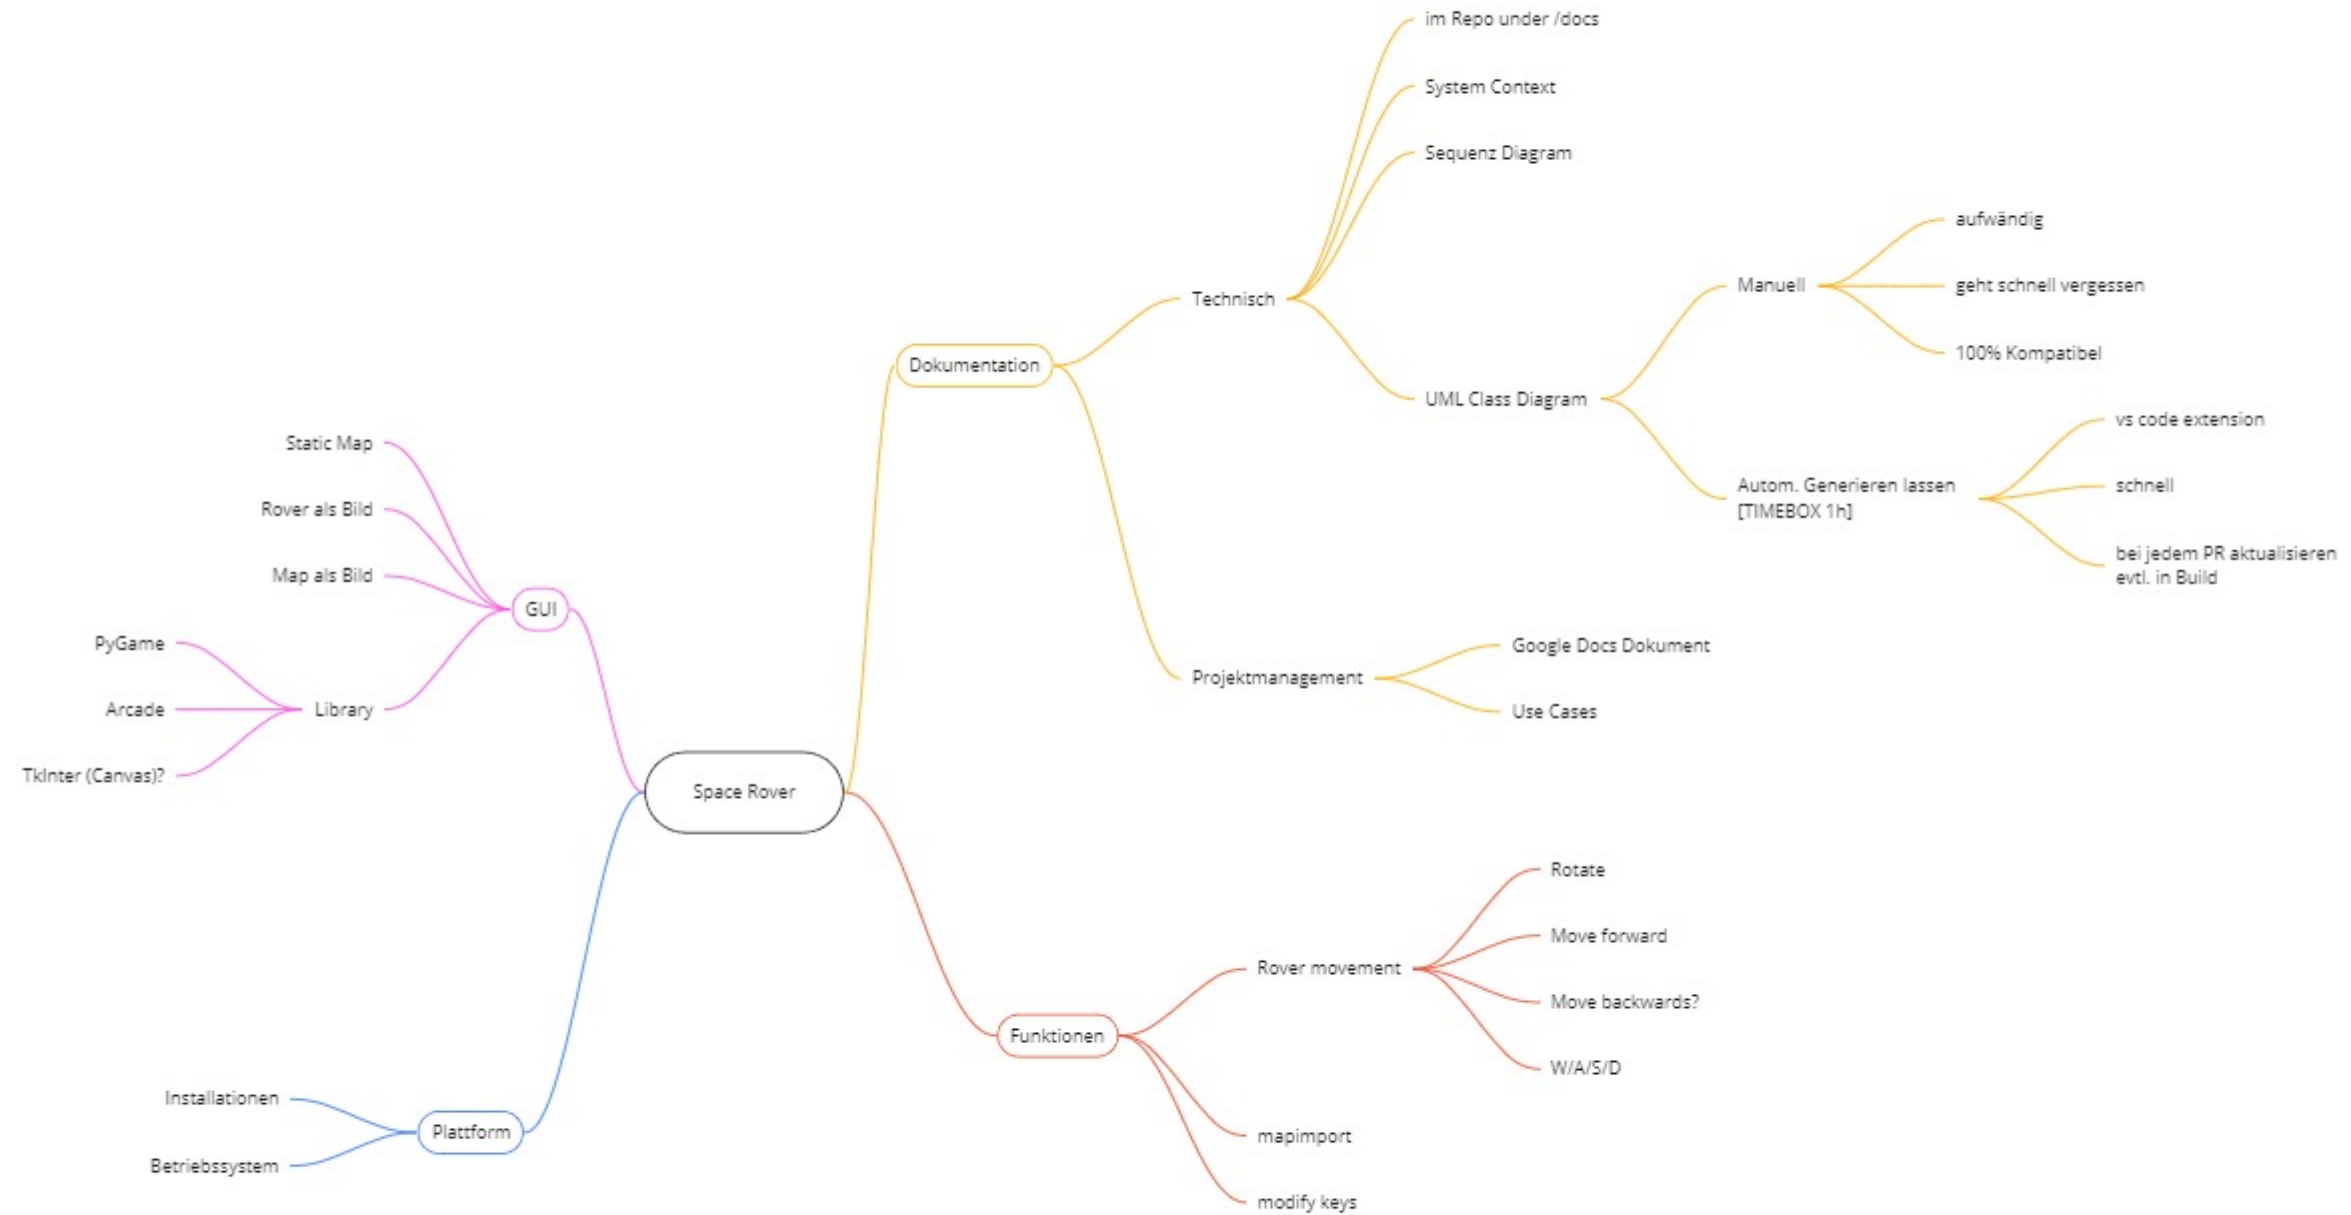 im Repo under /docs
System Context
Sequenz Diagram
aufwändig
Manuell
geht schnell vergessen
Technisch
100% Kompatibel
Dokumentation
UML Class Diagram
vs code extension
Autom. Generieren lassen
[TIMEBOX 1h]
schnell
bei jedem PR aktualisieren
evtl. in Build
Static Map
Rover als Bild
Map als Bild
GUI
PyGame
Arcade
Library
TkInter (Canvas)?
Projektmanagement
Google Docs Dokument
Use Cases
Space Rover
Rotate
Move forward
Rover movement
Move backwards?
Funktionen
W/A/S/D
mapimport
modify keys
Installationen
Plattform
Betriebssystem